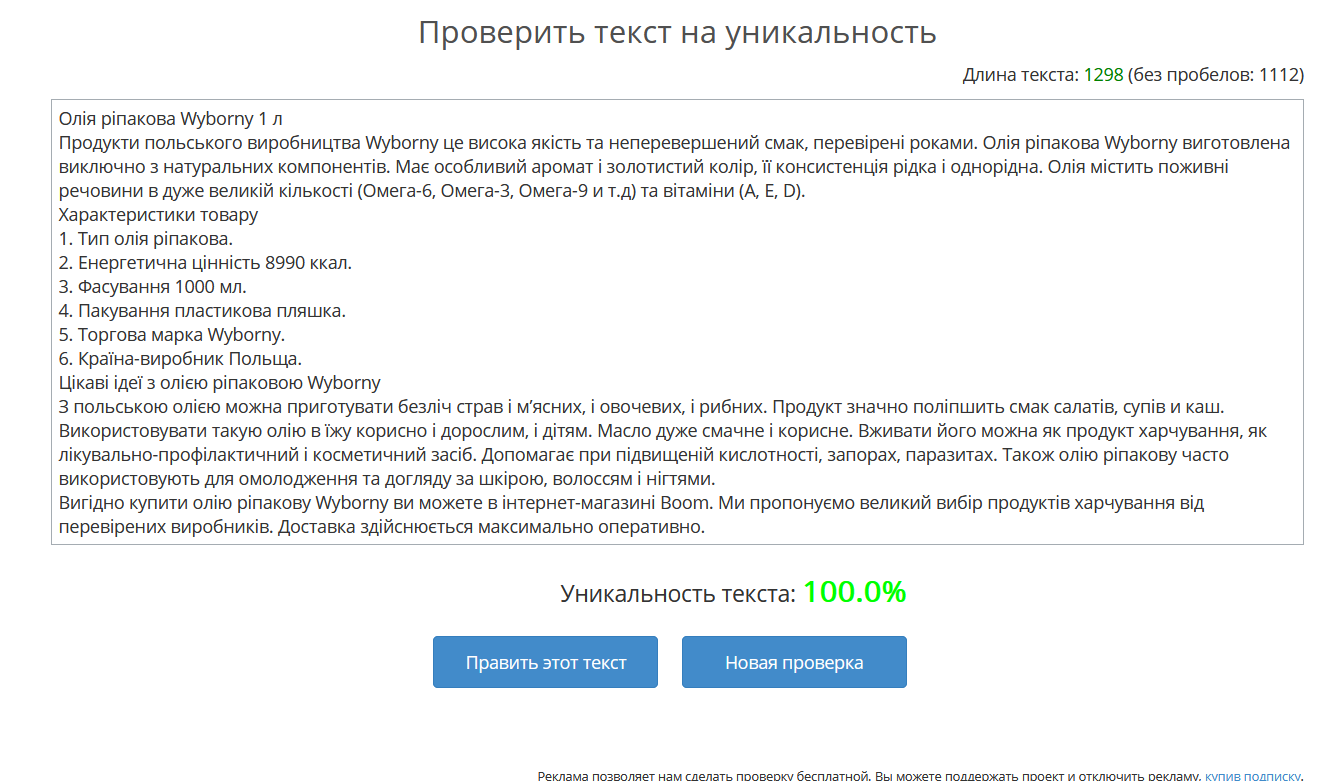 Проверить текст на уникальность
Длина текста: 1298 (без пробелов: 1112)
Олія ріпакова Wyborny 1 л
Продукти польського виробництва Wyborny це висока якість та неперевершений смак, перевірені роками. Олія ріпакова Wyborny виготовлена
виключно з натуральних компонентів. Має особливий аромат і золотистий колір, її консистенція рідка і однорідна. Олія містить поживні
речовини в дуже великій кількості (Омега-6, Омега-3, Омега-9 и т.д) та вітаміни (А, Е, D).
Характеристики товару
1. Тип олія ріпакова.
2. Енергетична цінність 8990 ккал.
3. Фасування 1000 мл.
4. Пакування пластикова пляшка.
5. Торгова марка Wyborny.
6. Країна-виробник Польща.
Цікаві ідеї з олією ріпаковою Wyborny
З польською олією можна приготувати безліч страв і м’ясних, і овочевих, і рибних. Продукт значно поліпшить смак салатів, супів и каш.
Використовувати такую олію в їжу корисно і дорослим, і дітям. Масло дуже смачне і корисне. Вживати його можна як продукт харчування, як
лікувально-профілактичний і косметичний засіб. Допомагає при підвищеній кислотності, запорах, паразитах. Також олію ріпакову часто
використовують для омолодження та догляду за шкірою, волоссям і нігтями.
Вигідно купити олію ріпакову Wyborny ви можете в інтернет-магазині Boom. Ми пропонуємо великий вибір продуктів харчування від
перевірених виробників. Доставка здійснюється максимально оперативно.
Уникальность текста: 100.0%
Править этот текст
Новая проверка
Реклама позволяет нам сделать проверку бесплатной. Вы можете поддержать проект и отключить рекламу, купив подписку.